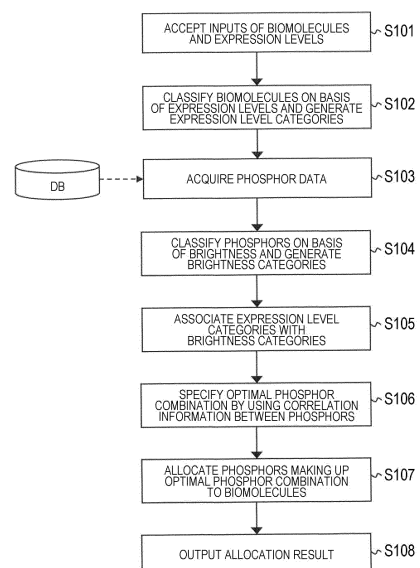 ACCEPT INPUTS OF BIOMOLECULES
AND EXPRESSION LEVELS
S101
CLASSIFY BIOMOLECULES ON BASIS
OF EXPRESSION LEVELS AND GENERATE
EXPRESSION LEVEL CATEGORIES
S102
DB
ACQUIRE PHOSPHOR DATA
S103
CLASSIFY PHOSPHORS ON BASIS
OF BRIGHTNESS AND GENERATE
BRIGHTNESS CATEGORIES
S104
ASSOCIATE EXPRESSION LEVEL
CATEGORIES WITH
BRIGHTNESS CATEGORIES
S105
SPECIFY OPTIMAL PHOSPHOR
COMBINATION BY USING CORRELATION
INFORMATION BETWEEN PHOSPHORS
S106
ALLOCATE PHOSPHORS MAKING UP
OPTIMAL PHOSPHOR COMBINATION
TO BIOMOLECULES
S107
OUTPUT ALLOCATION RESULT
S108